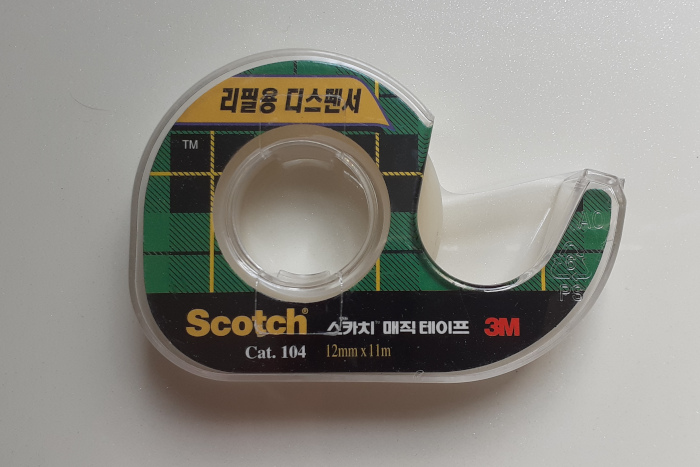 리필용 디스펜서
TM
Scotch® 스카치 매직 테이프 3M
Cat. 104 12mm x 11m
PS